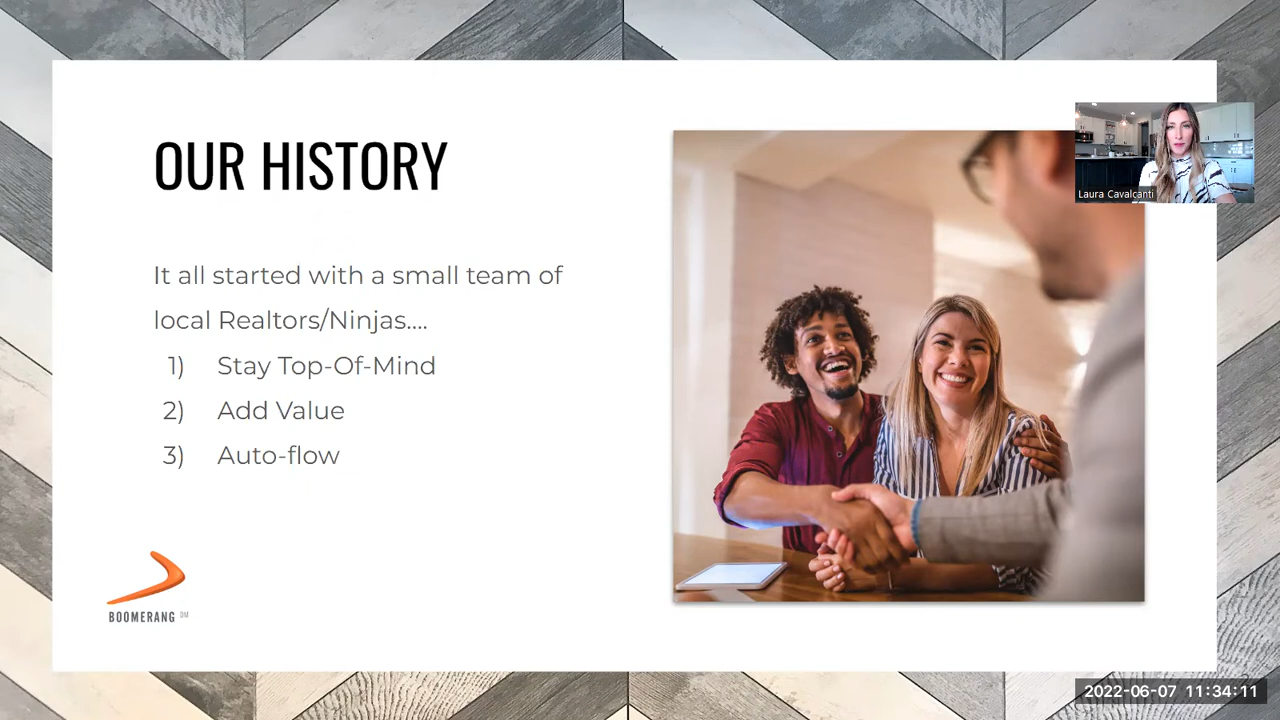 OUR HISTORY
It all started with a small team of
local Realtors/Ninjas....
1) Stay Top-Of-Mind
2) Add Value
3) Auto-flow
BOOMERANG DM
Laura Cavalcanti
2022-06-07 11:34:11